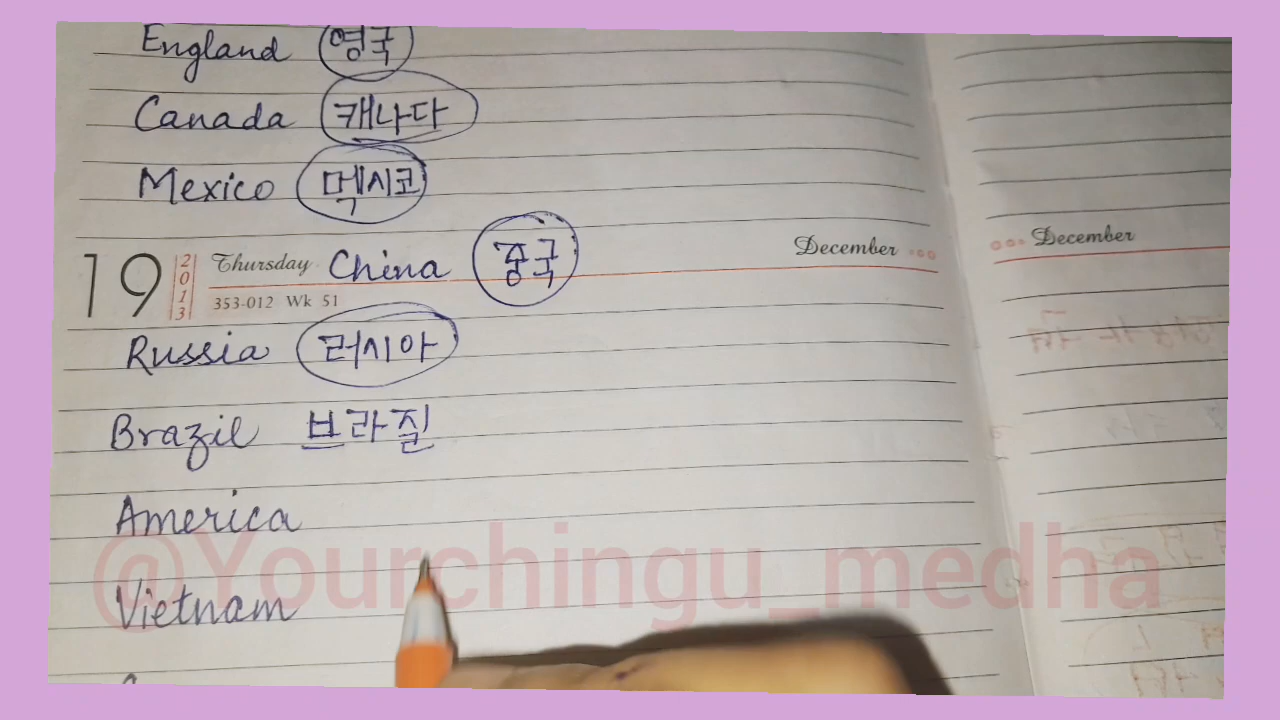 England 영국
Canada 캐나다
Mexico 멕시코
19 2013 Thursday China 중국 December
353-012 Wk 51
December
Russia 러시아
Brazil 브라질
America
@Yourchingu_medha
Vietnam